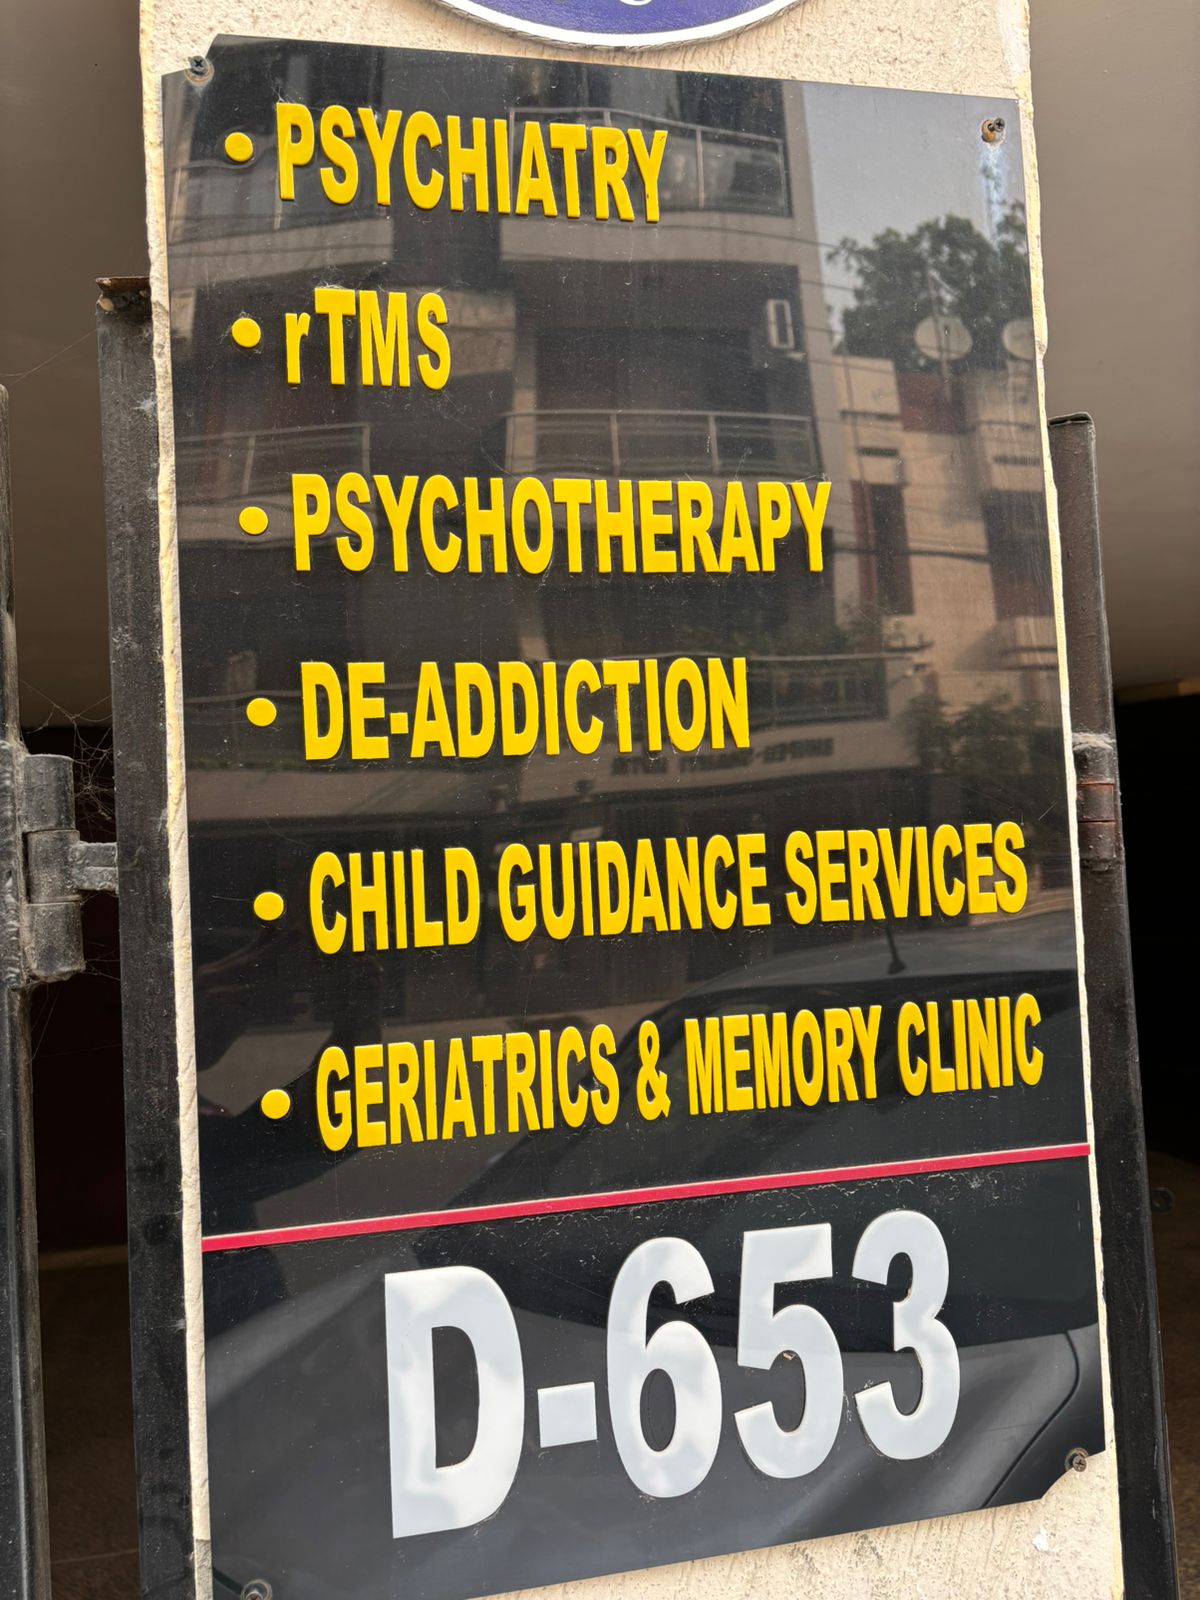 • PSYCHIATRY
• rTMS
• PSYCHOTHERAPY
• DE-ADDICTION
• CHILD GUIDANCE SERVICES
• GERIATRICS & MEMORY CLINIC
D-653